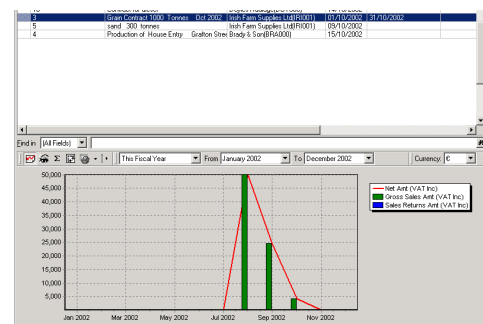 3 Grain Contract 1000 Tonnes Oct 2002 Irish Farm Supplies Ltd(IRI001) 01/10/2002 31/10/2002
5 sand 300 tonnes Irish Farm Supplies Ltd(IRI001) 09/10/2002
4 Production of House Entry Grafton Stree Brady & Son(BRA000) 15/10/2002
Find in (All Fields)
Σ This Fiscal Year From January 2002 To December 2002 Currency: €
50,000
45,000
40,000
35,000
30,000
25,000
20,000
15,000
10,000
5,000
Jan 2002 Mar 2002 May 2002 Jul 2002 Sep 2002 Nov 2002
Net Amt (VAT Inc)
Gross Sales Amt (VAT Inc)
Sales Returns Amt (VAT Inc)